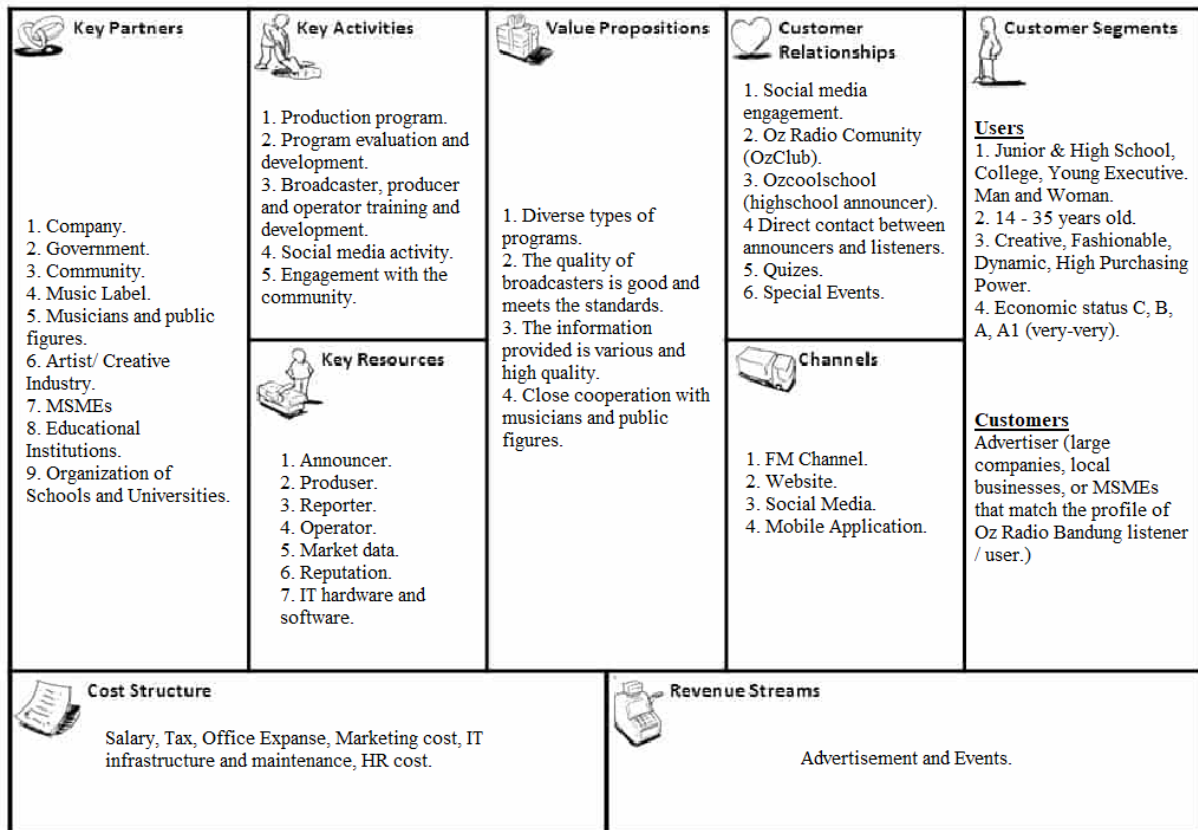 Key Partners
1. Company.
2. Government.
3. Community.
4. Music Label.
5. Musicians and public
figures.
6. Artist/ Creative
Industry.
7. MSMEs
8. Educational
Institutions.
9. Organization of
Schools and Universities.
Key Activities
1. Production program.
2. Program evaluation and
development.
3. Broadcaster, producer
and operator training and
development.
4. Social media activity.
5. Engagement with the
community.
Key Resources
1. Announcer.
2. Produser.
3. Reporter.
4. Operator.
5. Market data.
6. Reputation.
7. IT hardware and
software.
Value Propositions
1. Diverse types of
programs.
2. The quality of
broadcasters is good and
meets the standards.
3. The information
provided is various and
high quality.
4. Close cooperation with
musicians and public
figures.
Customer
Relationships
1. Social media
engagement.
2. Oz Radio Comunity
(OzClub).
3. Ozcoolschool
(highschool announcer).
4 Direct contact between
announcers and listeners.
5. Quizes.
6. Special Events.
Channels
1. FM Channel.
2. Website.
3. Social Media.
4. Mobile Application.
Customer Segments
Users
1. Junior & High School,
College, Young Executive.
Man and Woman.
2. 14 - 35 years old.
3. Creative, Fashionable,
Dynamic, High Purchasing
Power.
4. Economic status C, B,
A, A1 (very-very).
Customers
Advertiser (large
companies, local
businesses, or MSMEs
that match the profile of
Oz Radio Bandung listener
/ user.)
Cost Structure
Salary, Tax, Office Expanse, Marketing cost, IT
infrastructure and maintenance, HR cost.
Revenue Streams
Advertisement and Events.